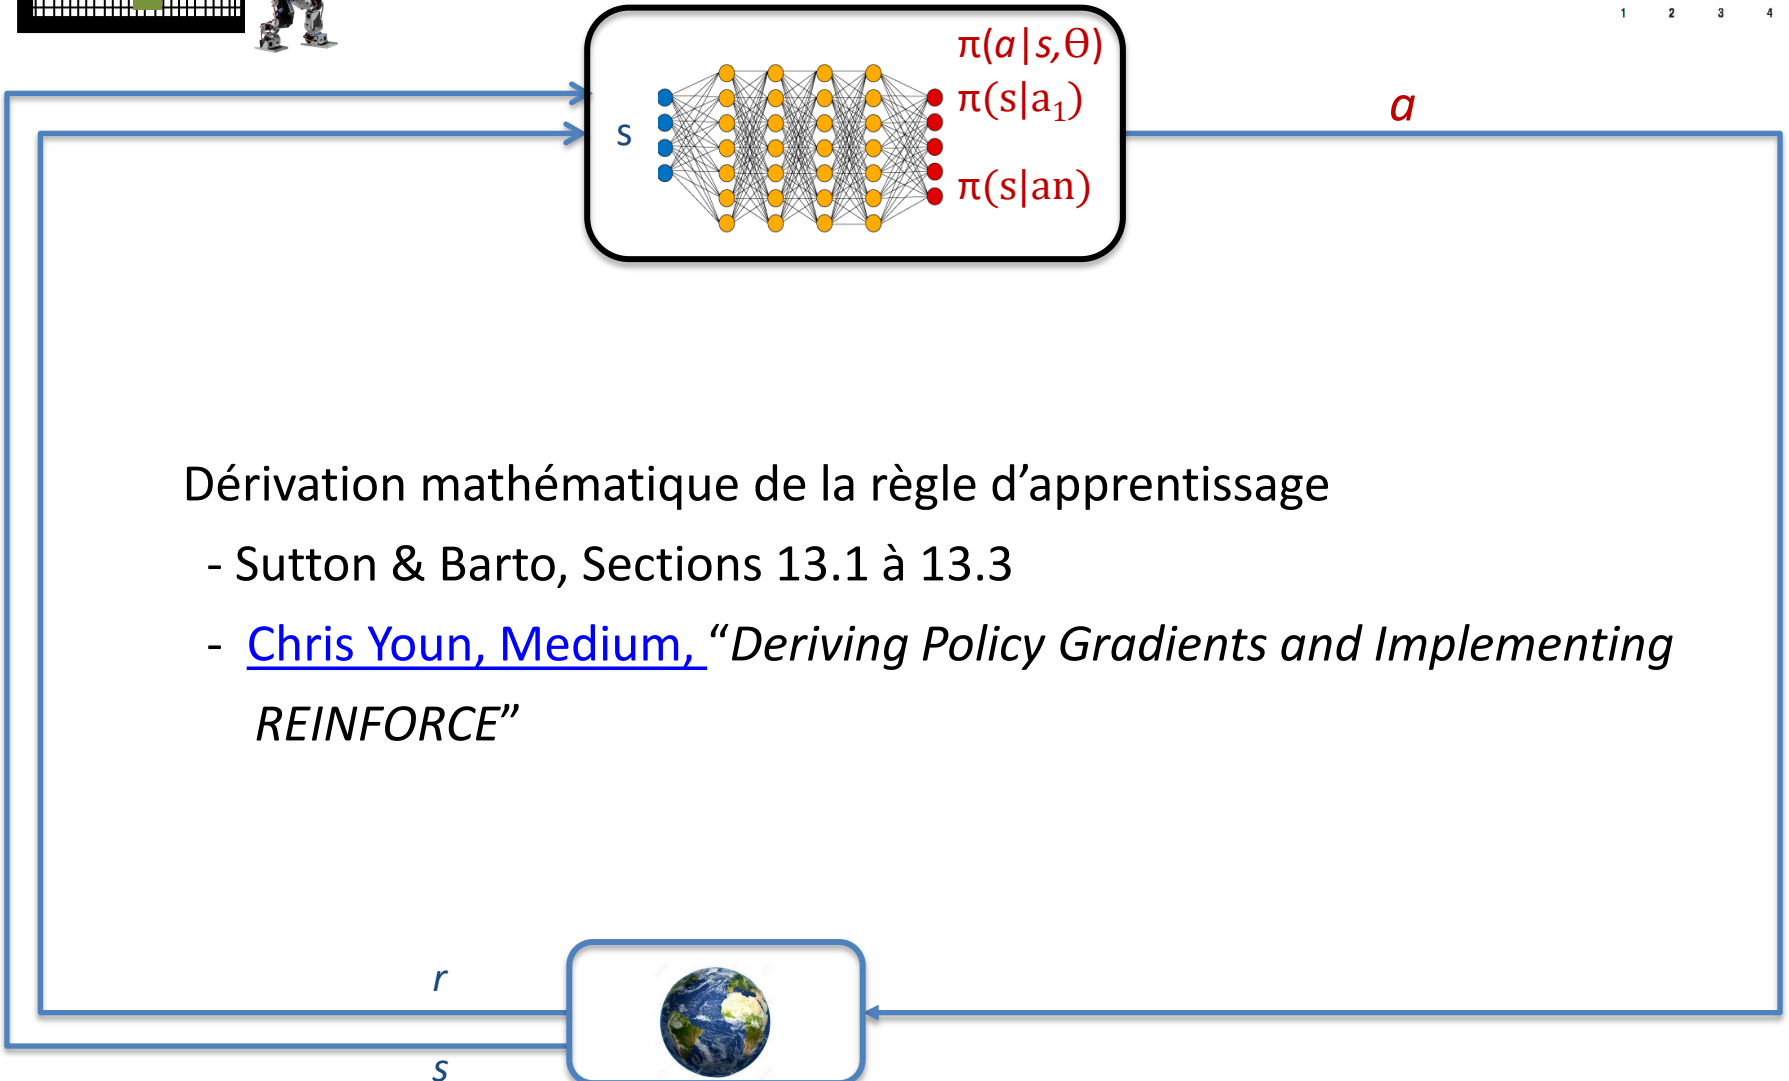 1 2 3 4
π(a|s,Θ)
π(s|a₁)
a
s
π(s|an)
Dérivation mathématique de la règle d’apprentissage
- Sutton & Barto, Sections 13.1 à 13.3
- Chris Youn, Medium, “Deriving Policy Gradients and Implementing
REINFORCE”
r
s